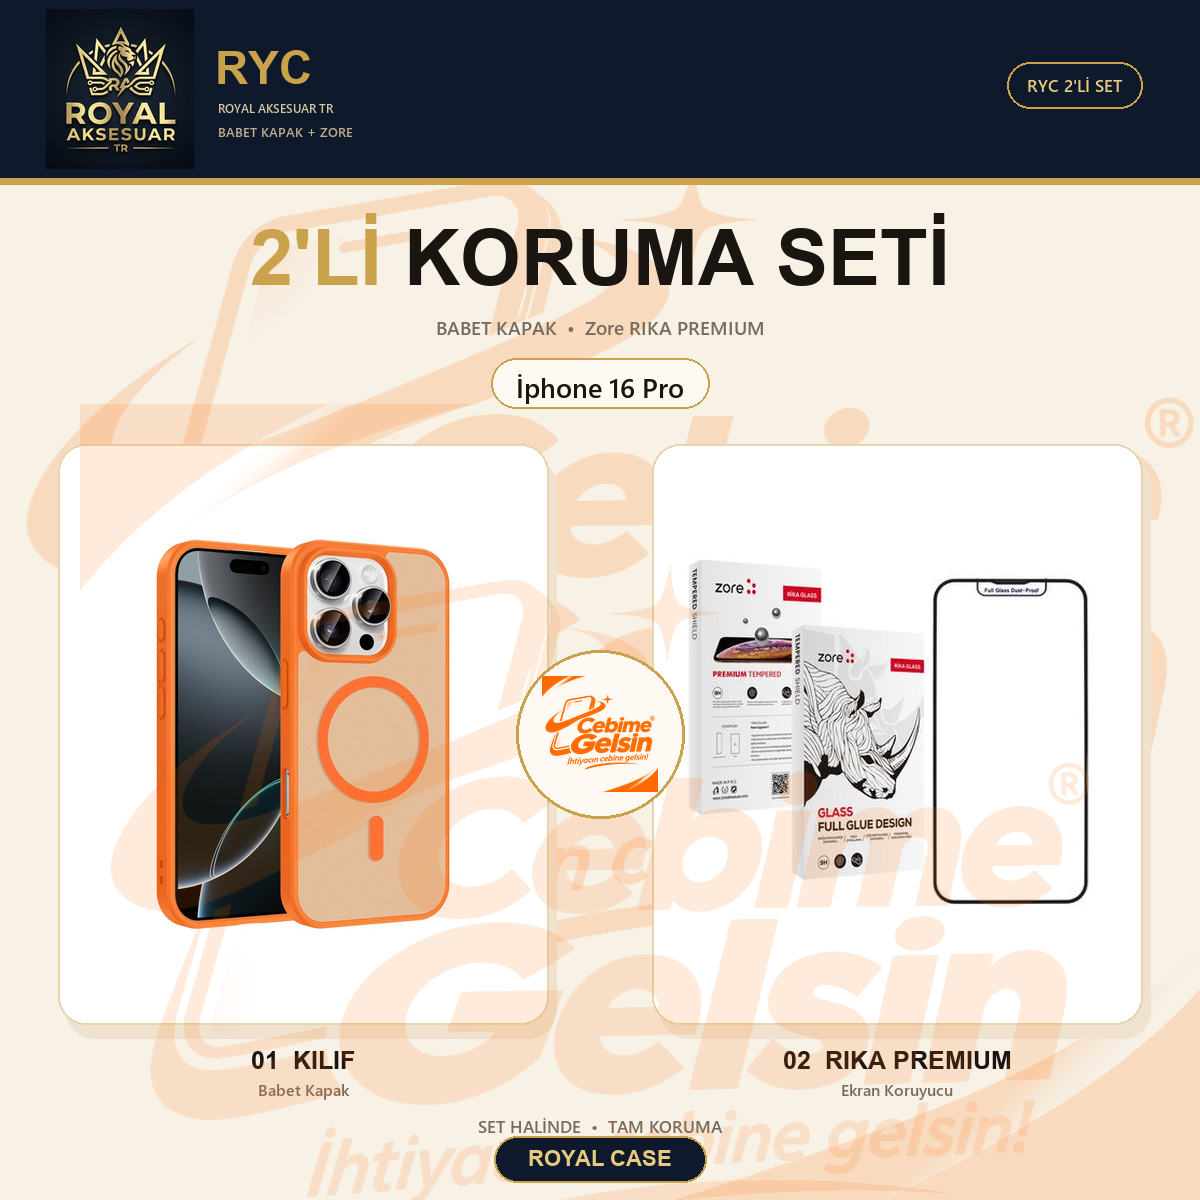 ROYAL
AKSESUAR
TR
RYC
ROYAL AKSESUAR TR
BABET KAPAK + ZORE
RYC 2'Lİ SET
2'Lİ KORUMA SETİ
BABET KAPAK • Zore RIKA PREMIUM
İphone 16 Pro
zore
RİKA GLASS
TEMPERED SHIELD
PREMIUM TEMPERED
zore
RİKA GLASS
TEMPERED SHIELD
GLASS
FULL GLUE DESIGN
9H
Full Glass Dust-Proof
Cebime
Gelsin
İhtiyacın cebine gelsin!
Cebime
Gelsin
01 KILIF
Babet Kapak
02 RIKA PREMIUM
Ekran Koruyucu
SET HALİNDE • TAM KORUMA
ROYAL CASE